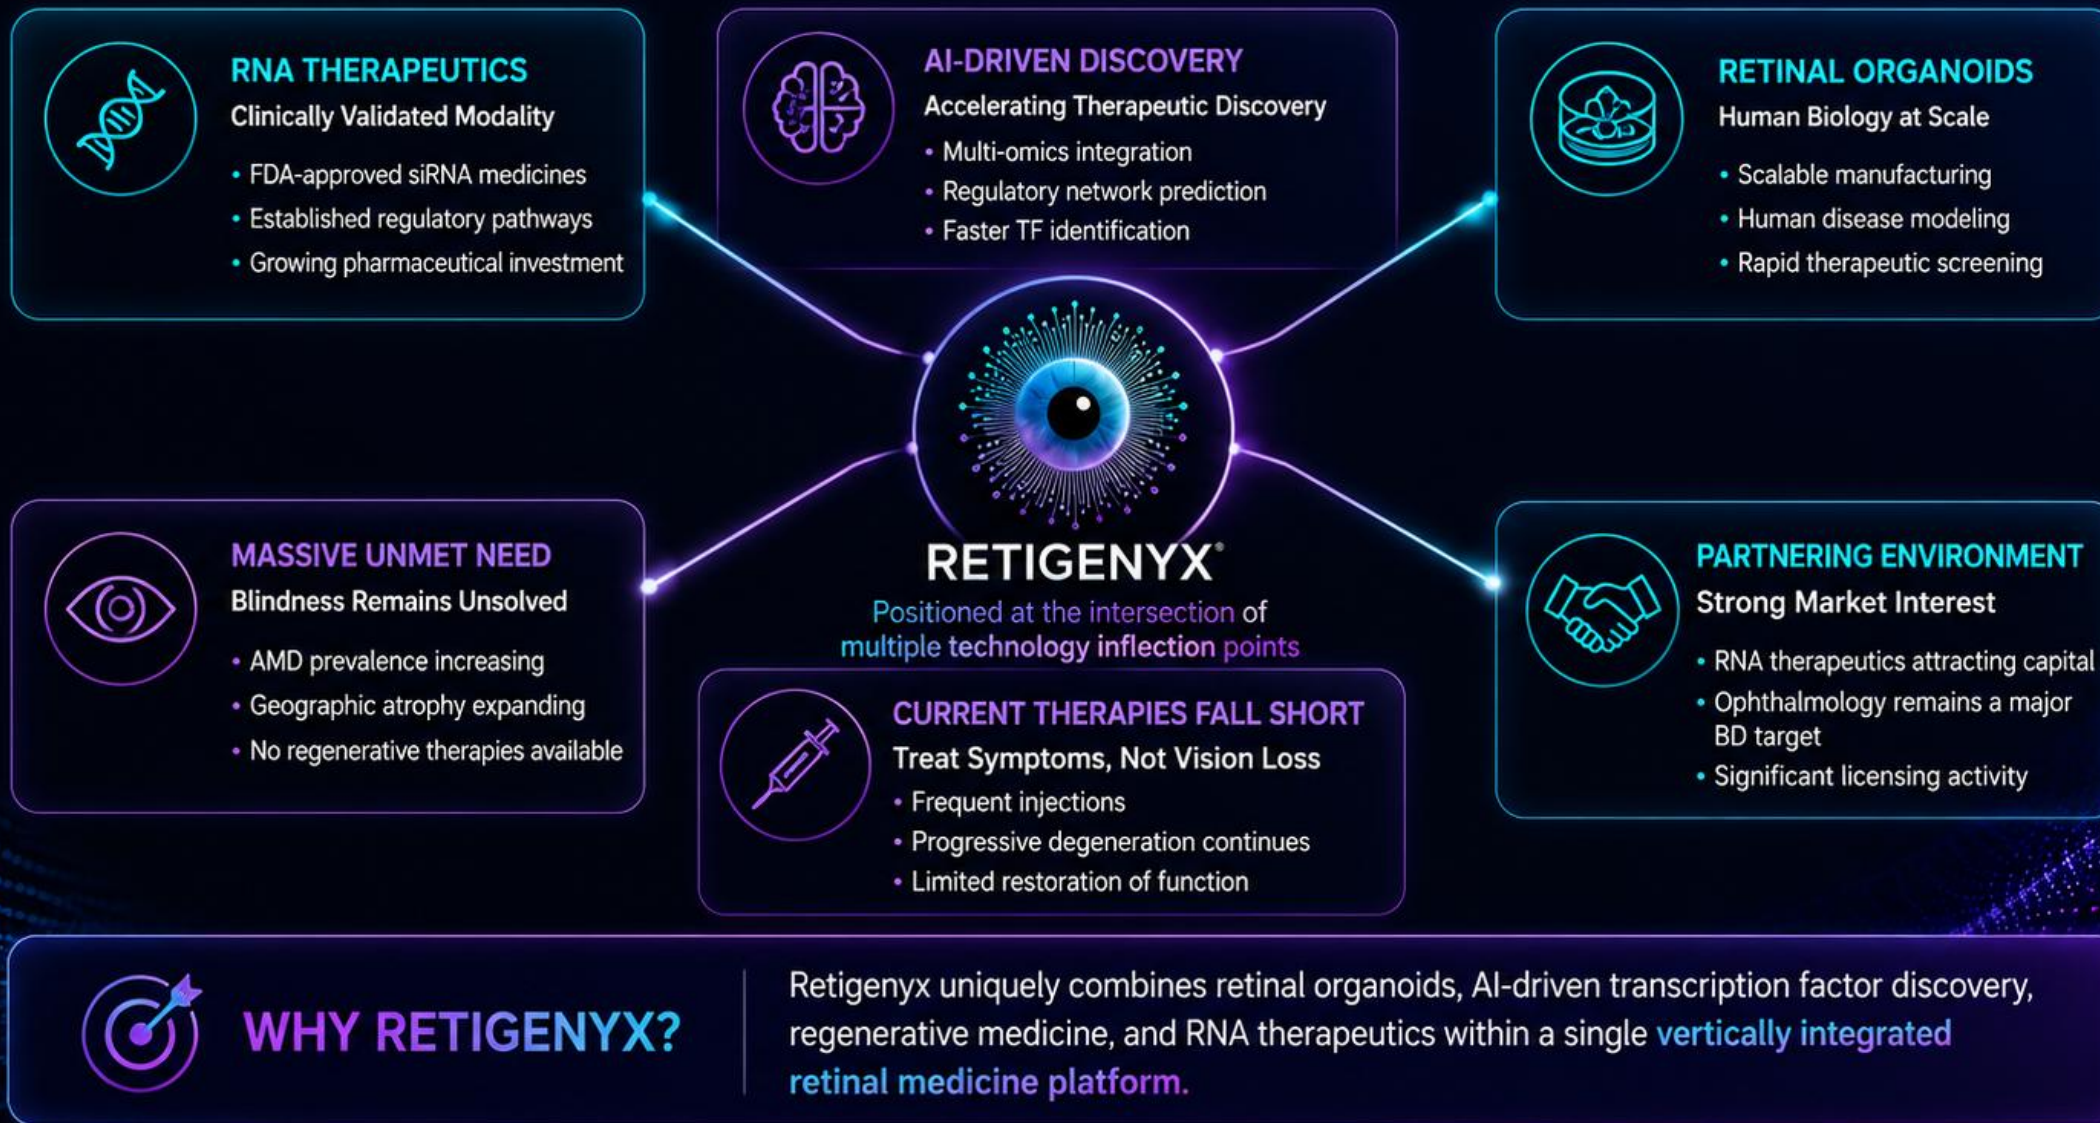 RNA THERAPEUTICS
Clinically Validated Modality
• FDA-approved siRNA medicines
• Established regulatory pathways
• Growing pharmaceutical investment
AI-DRIVEN DISCOVERY
Accelerating Therapeutic Discovery
• Multi-omics integration
• Regulatory network prediction
• Faster TF identification
RETINAL ORGANOIDS
Human Biology at Scale
• Scalable manufacturing
• Human disease modeling
• Rapid therapeutic screening
RETIGENYX®
Positioned at the intersection of
multiple technology inflection points
MASSIVE UNMET NEED
Blindness Remains Unsolved
• AMD prevalence increasing
• Geographic atrophy expanding
• No regenerative therapies available
CURRENT THERAPIES FALL SHORT
Treat Symptoms, Not Vision Loss
• Frequent injections
• Progressive degeneration continues
• Limited restoration of function
PARTNERING ENVIRONMENT
Strong Market Interest
• RNA therapeutics attracting capital
• Ophthalmology remains a major
BD target
• Significant licensing activity
WHY RETIGENYX?
Retigenyx uniquely combines retinal organoids, AI-driven transcription factor discovery,
regenerative medicine, and RNA therapeutics within a single vertically integrated
retinal medicine platform.